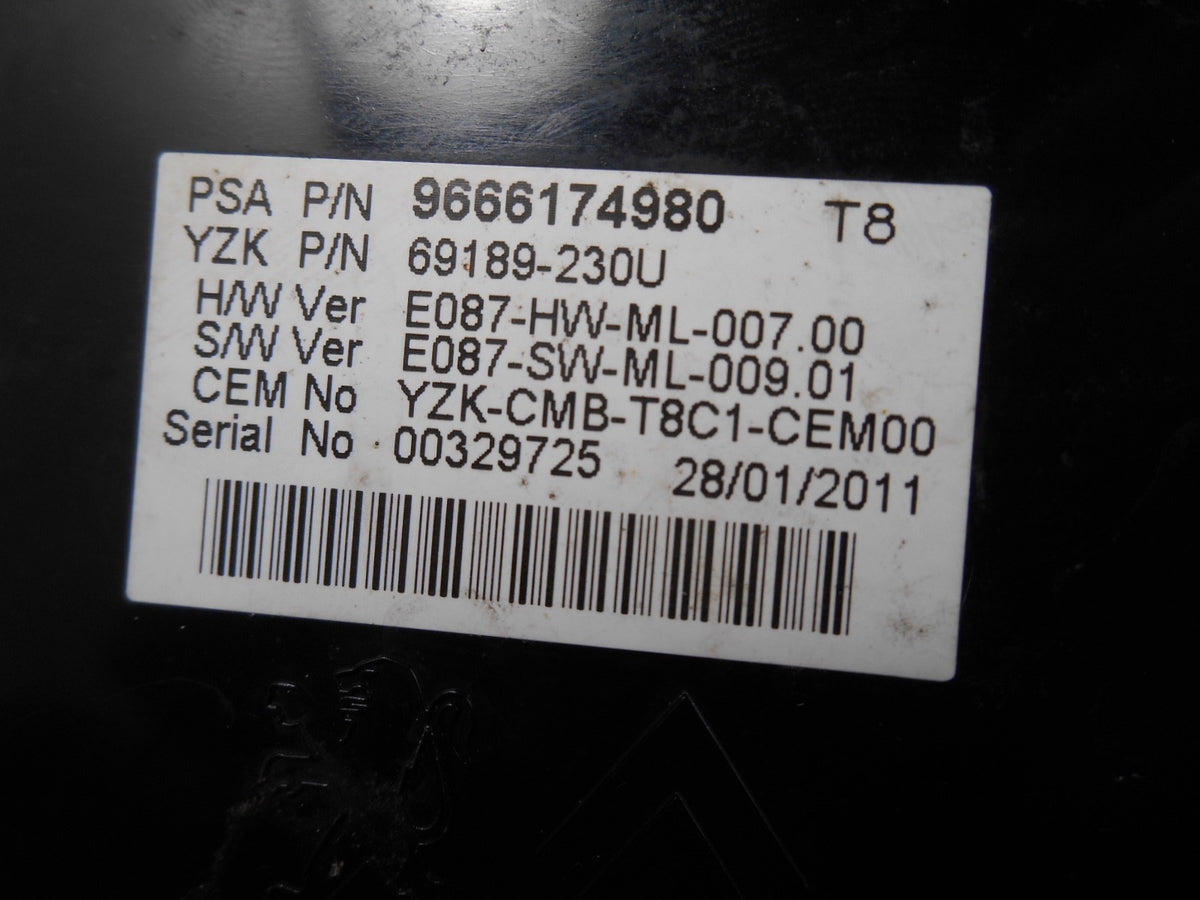 PSA P/N 9666174980 T8
YZK P/N 69189-230U
H/W Ver E087-HW-ML-007.00
S/W Ver E087-SW-ML-009.01
CEM No YZK-CMB-T8C1-CEM00
Serial No 00329725 28/01/2011